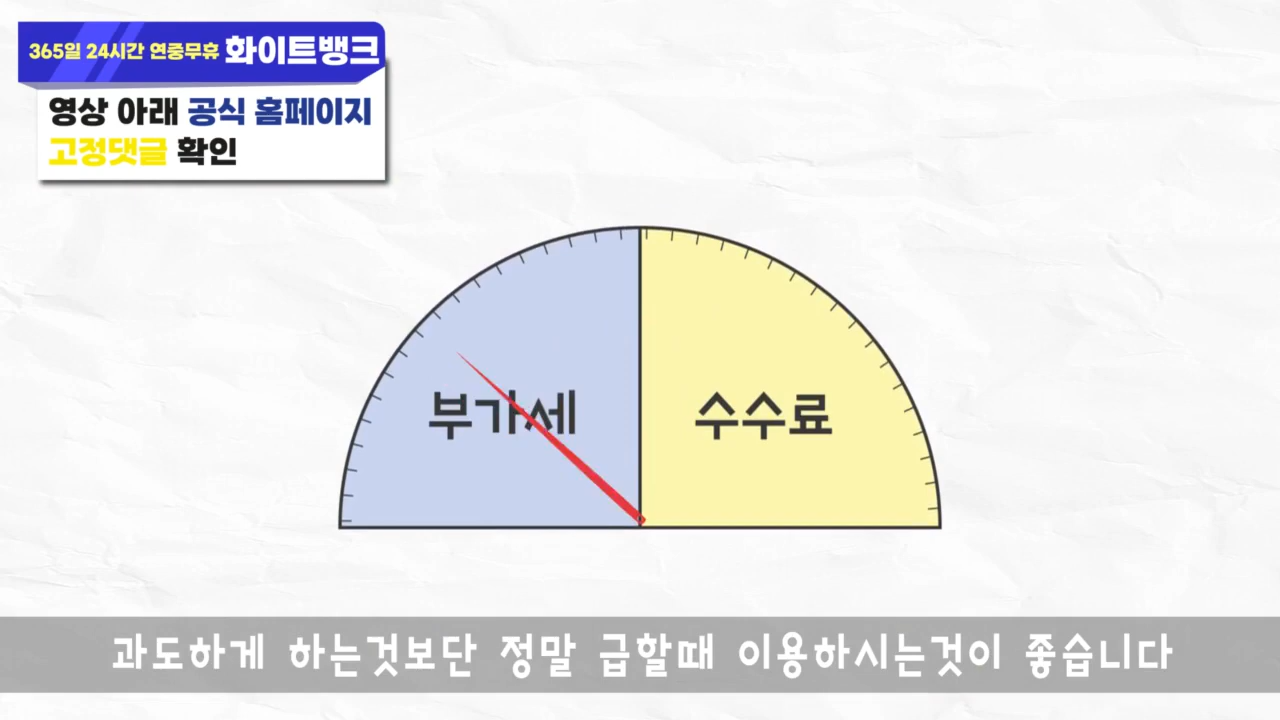 365일 24시간 연중무휴 화이트뱅크
영상 아래 공식 홈페이지
고정댓글 확인
부가세 수수료
과도하게 하는것보단 정말 급할때 이용하시는것이 좋습니다